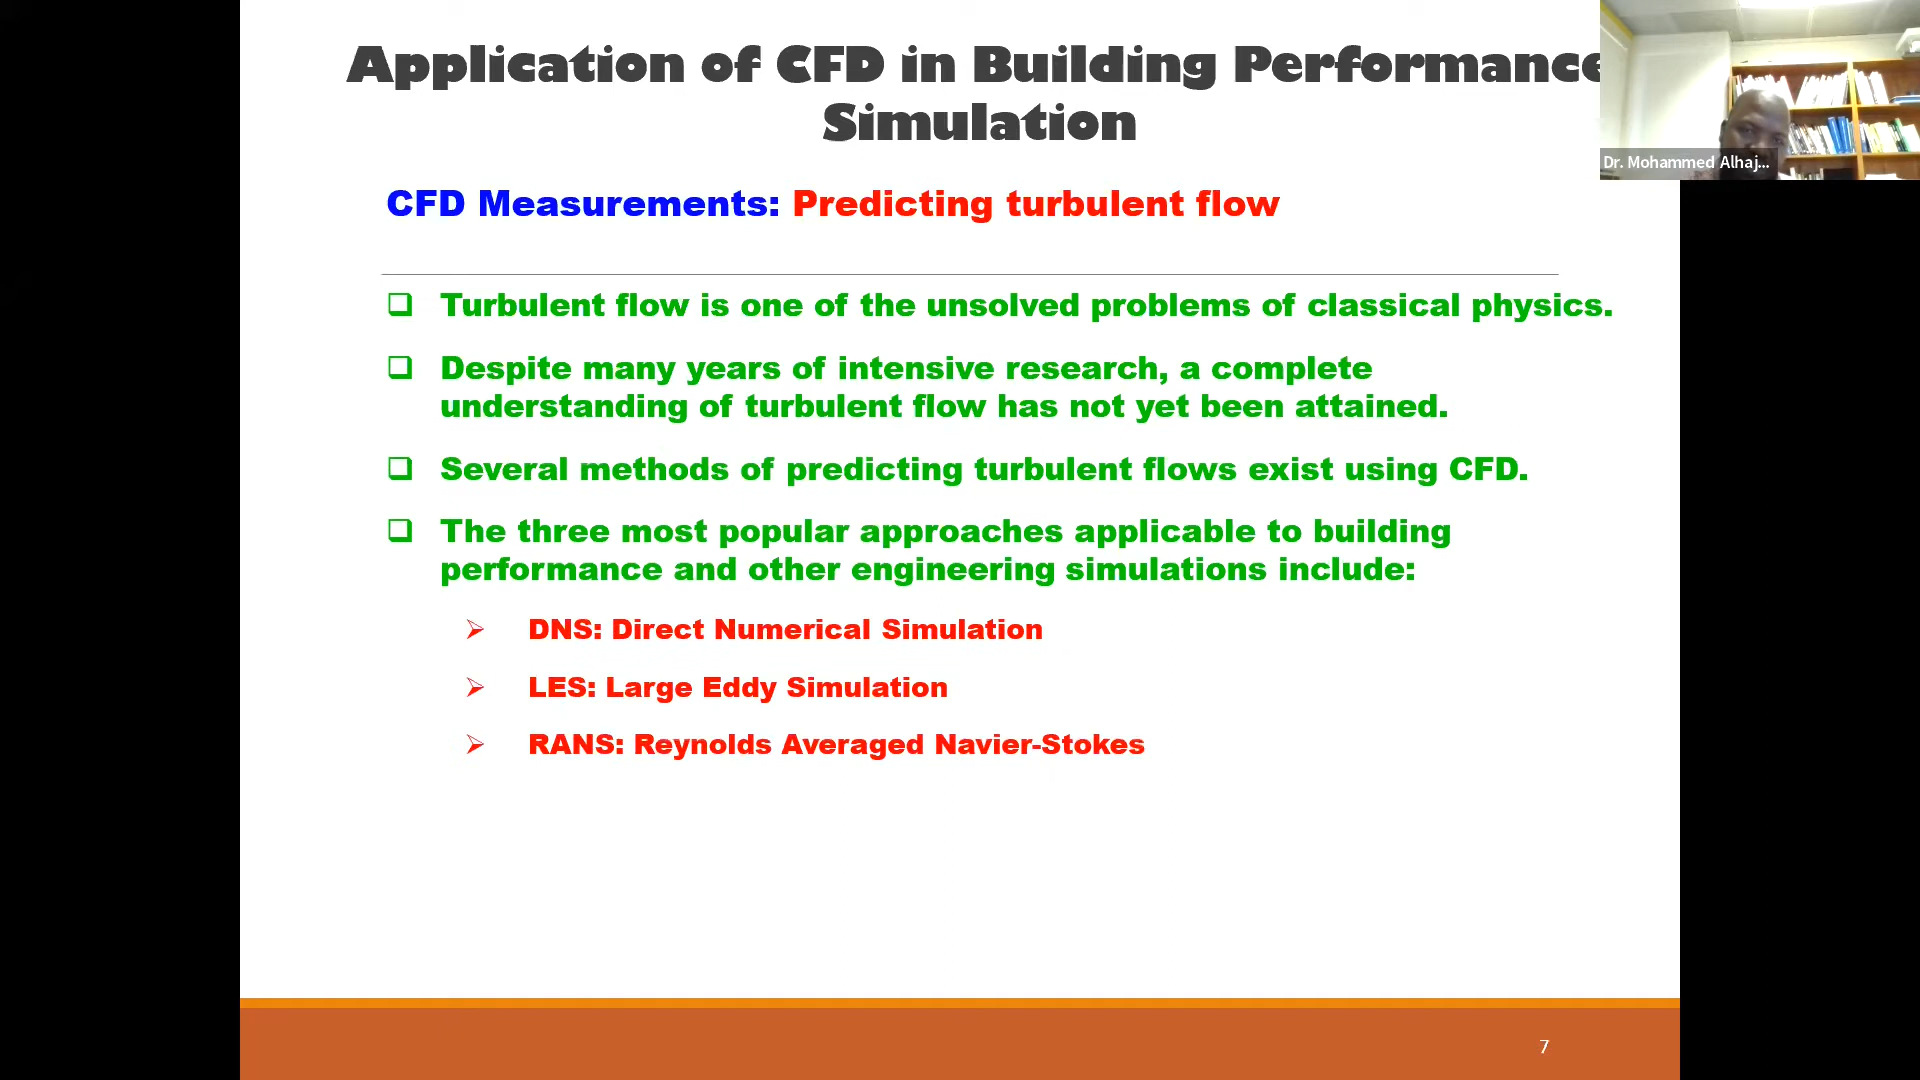 Application of CFD in Building Performance
Simulation
Dr. Mohammed Alhaj...
CFD Measurements: Predicting turbulent flow
Turbulent flow is one of the unsolved problems of classical physics.
Despite many years of intensive research, a complete
understanding of turbulent flow has not yet been attained.
Several methods of predicting turbulent flows exist using CFD.
The three most popular approaches applicable to building
performance and other engineering simulations include:
DNS: Direct Numerical Simulation
LES: Large Eddy Simulation
RANS: Reynolds Averaged Navier-Stokes
7